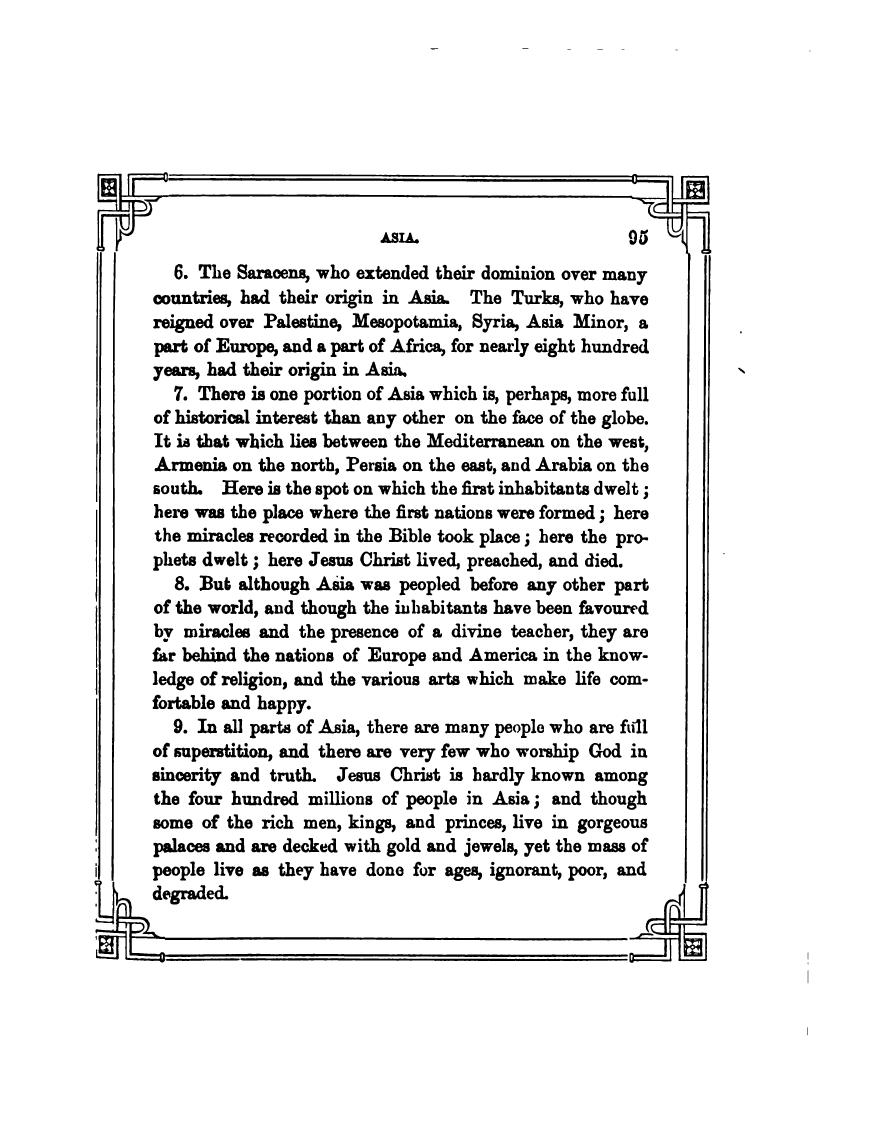 ASIA. 95
6. The Saracens, who extended their dominion over many
countries, had their origin in Asia. The Turks, who have
reigned over Palestine, Mesopotamia, Syria, Asia Minor, a
part of Europe, and a part of Africa, for nearly eight hundred
years, had their origin in Asia.
7. There is one portion of Asia which is, perhaps, more full
of historical interest than any other on the face of the globe.
It is that which lies between the Mediterranean on the west,
Armenia on the north, Persia on the east, and Arabia on the
south. Here is the spot on which the first inhabitants dwelt;
here was the place where the first nations were formed; here
the miracles recorded in the Bible took place; here the pro-
phets dwelt; here Jesus Christ lived, preached, and died.
8. But although Asia was peopled before any other part
of the world, and though the inhabitants have been favoured
by miracles and the presence of a divine teacher, they are
far behind the nations of Europe and America in the know-
ledge of religion, and the various arts which make life com-
fortable and happy.
9. In all parts of Asia, there are many people who are full
of superstition, and there are very few who worship God in
sincerity and truth. Jesus Christ is hardly known among
the four hundred millions of people in Asia; and though
some of the rich men, kings, and princes, live in gorgeous
palaces and are decked with gold and jewels, yet the mass of
people live as they have done for ages, ignorant, poor, and
degraded.